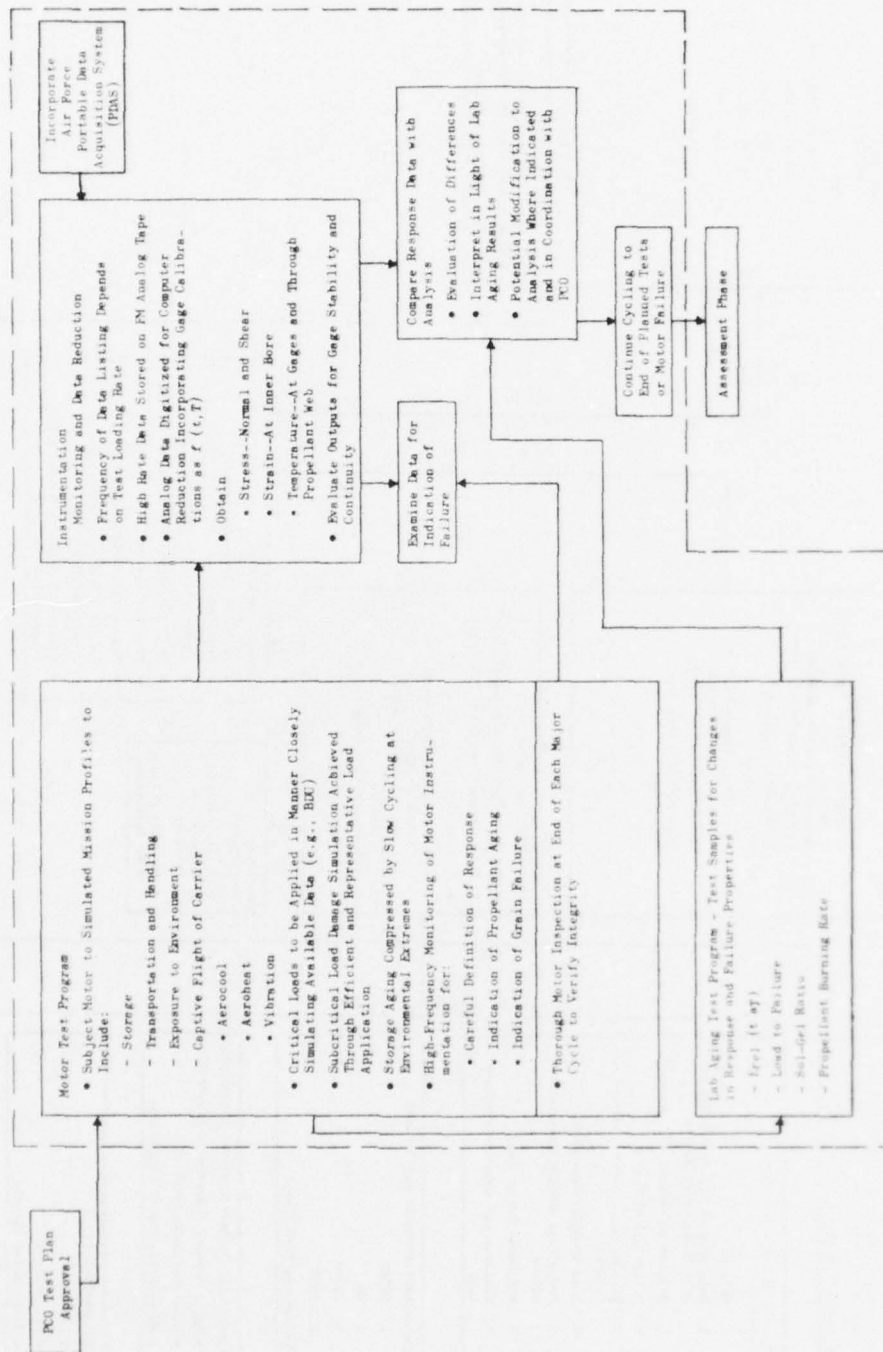 PCO Test Plan
Approval
Motor Test Program
• Subject Motor to Simulated Mission Profiles to
Include:
- Storage
- Transportation and Handling
- Exposure to Environment
- Captive Flight of Carrier
• Aerocool
• Aeroheat
• Vibration
• Critical Loads to be Applied in Manner Closely
Simulating Available Data (e.g., BDU)
• Subcritical Load Damage Simulation Achieved
Through Efficient and Representative Load
Application
• Storage Aging Compressed by Slow Cycling at
Environmental Extremes
• High-Frequency Monitoring of Motor Instru-
mentation for:
• Careful Definition of Response
• Indication of Propellant Aging
• Indication of Grain Failure
• Thorough Motor Inspection at End of Each Major
Cycle to Verify Integrity
Lab Aging Test Program - Test Samples for Changes
in Response and Failure Properties
- Load to Failure
- Sol-Gel Ratio
- Propellant Burning Rate
Incorporate
Air Force
Portable Data
Acquisition System
(PDAS)
Instrumentation
Monitoring and Data Reduction
• Frequency of Data Listing Depends
on Test Loading Rate
• High Rate Data Stored on FM Analog Tape
• Analog Data Digitized for Computer
Reduction Incorporating Gage Calibra-
tions as f (t,T)
• Obtain
• Stress--Normal and Shear
• Strain--At Inner Bore
• Temperature--At Gages and Through
Propellant Web
• Evaluate Outputs for Gage Stability and
Continuity
Examine Data for
Indication of
Failure
Compare Response Data with
Analysis
• Evaluation of Differences
• Interpret in Light of Lab
Aging Results
• Potential Modification to
Analysis Where Indicated
and in Coordination with
PCO
Continue Cycling to
End of Planned Tests
or Motor Failure
Assessment Phase